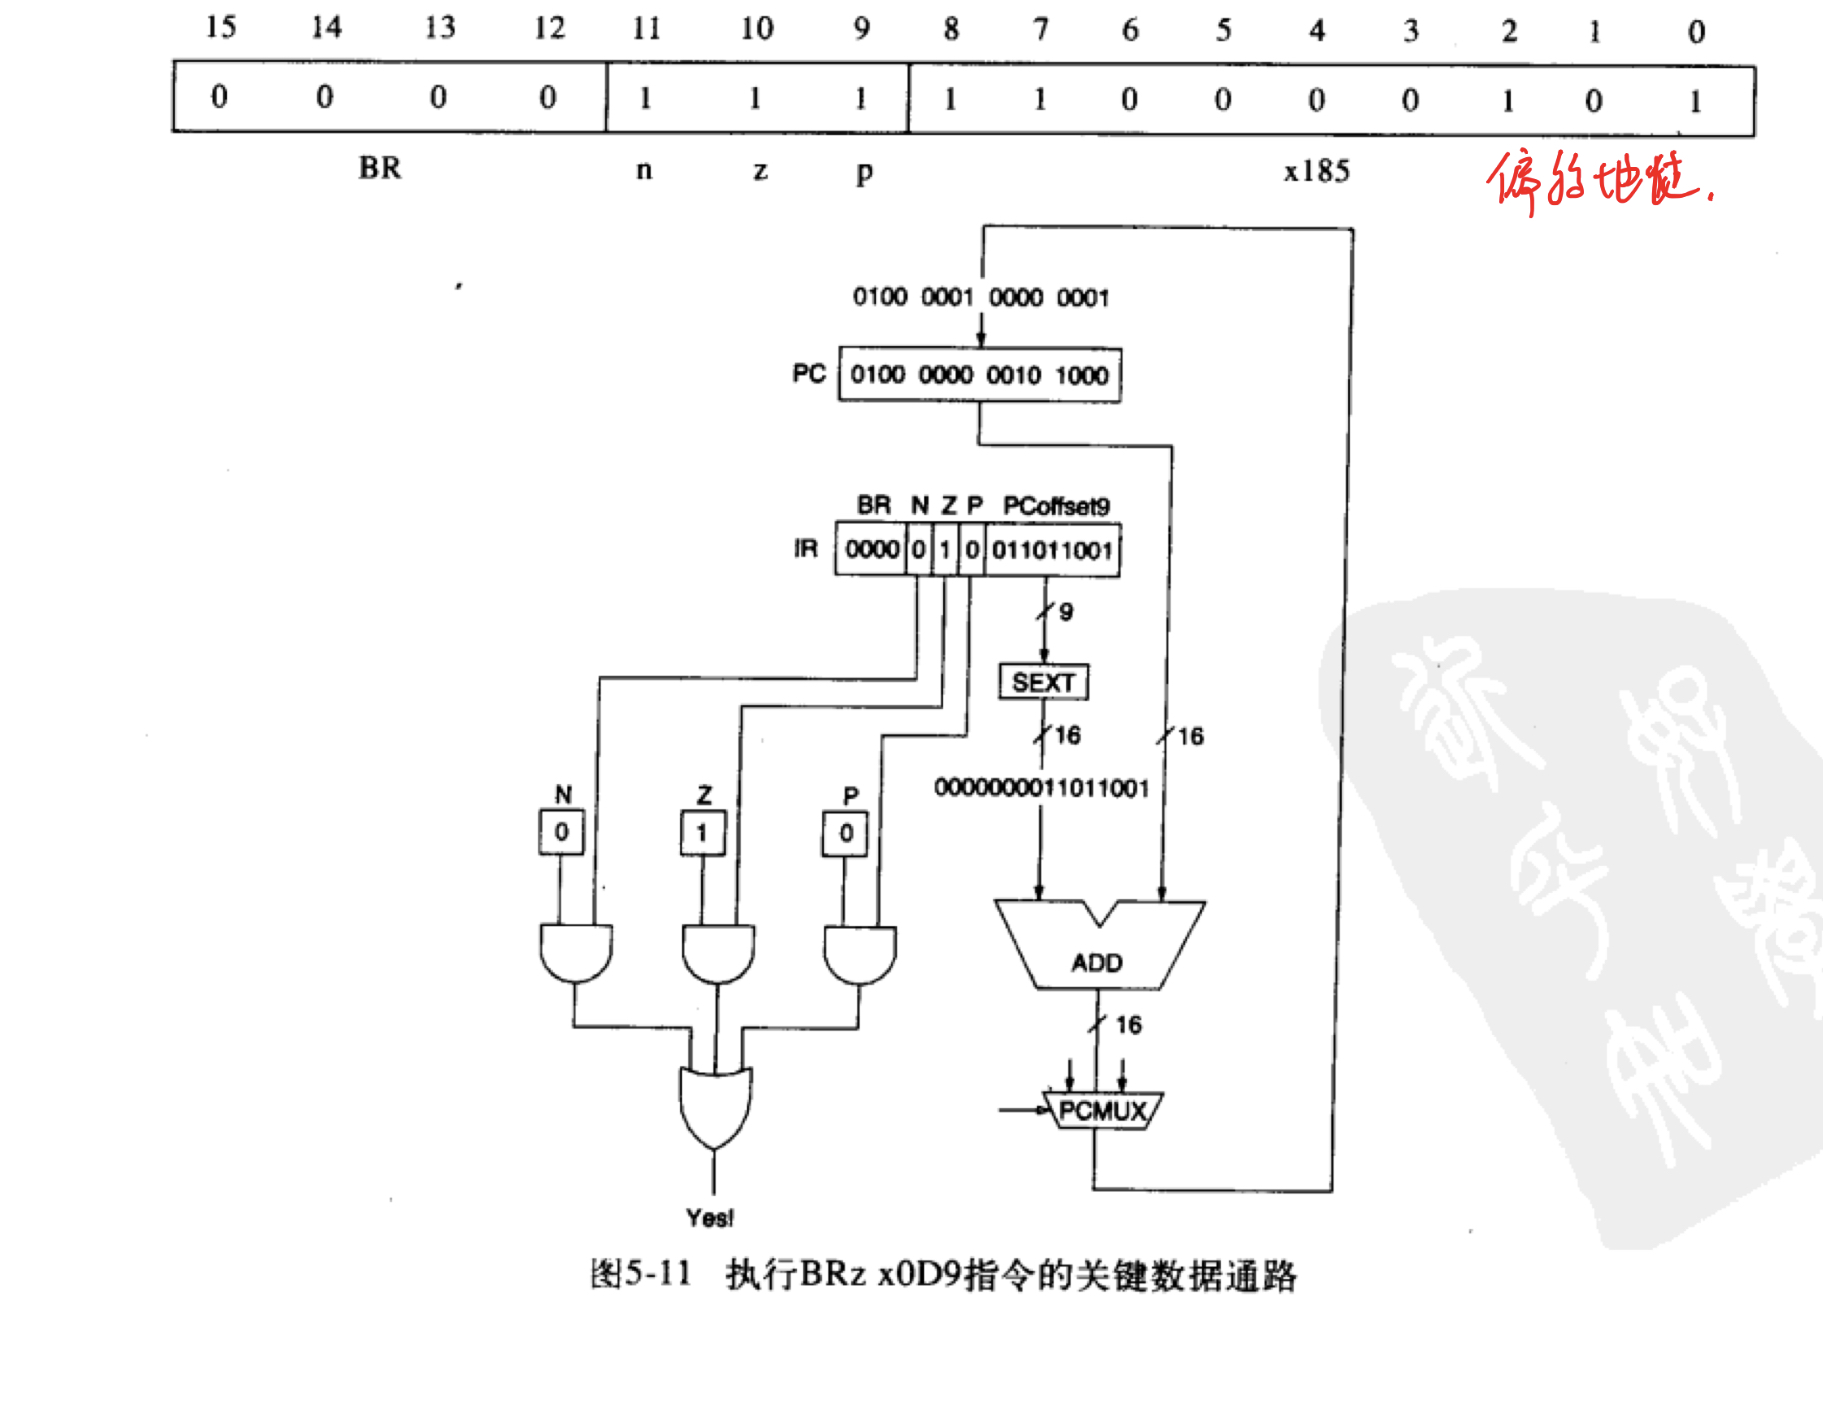 15 14 13 12 11 10 9 8 7 6 5 4 3 2 1 0
0 0 0 0 1 1 1 1 1 0 0 0 0 1 0 1
BR n z p x185
的地址.
0100 0001 0000 0001
PC 0100 0000 0010 1000
BR N Z P PCoffset9
IR 0000 0 1 0 011011001
9
SEXT
16 16
0000000011011001
N Z P
0 1 0
ADD
16
PCMUX
Yes!
图5-11 执行BRz x0D9指令的关键数据通路